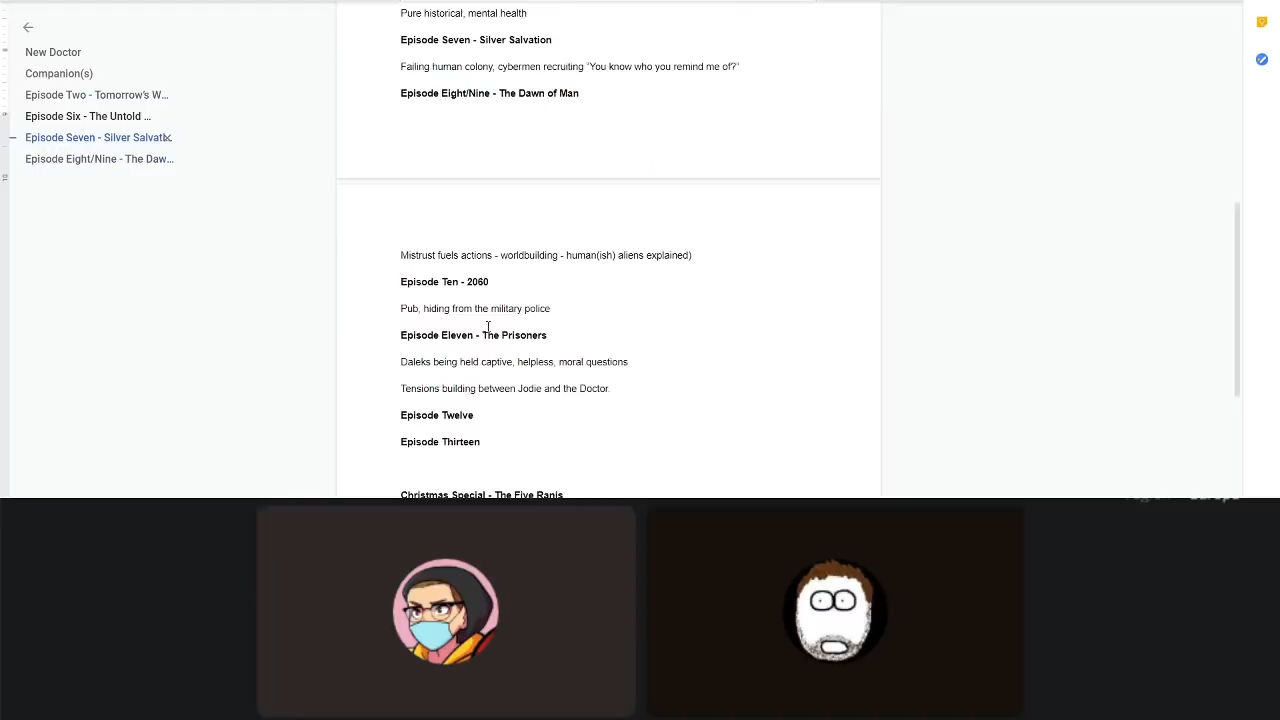 New Doctor
Companion(s)
Episode Two - Tomorrow's W...
Episode Six - The Untold ...
Episode Seven - Silver Salvati...
Episode Eight/Nine - The Daw...
Pure historical, mental health
Episode Seven - Silver Salvation
Failing human colony, cybermen recruiting "You know who you remind me of?"
Episode Eight/Nine - The Dawn of Man
Mistrust fuels actions - worldbuilding - human(ish) aliens explained)
Episode Ten - 2060
Pub, hiding from the military police
Episode Eleven - The Prisoners
Daleks being held captive, helpless, moral questions
Tensions building between Jodie and the Doctor.
Episode Twelve
Episode Thirteen
Christmas Special - The Five Ranis